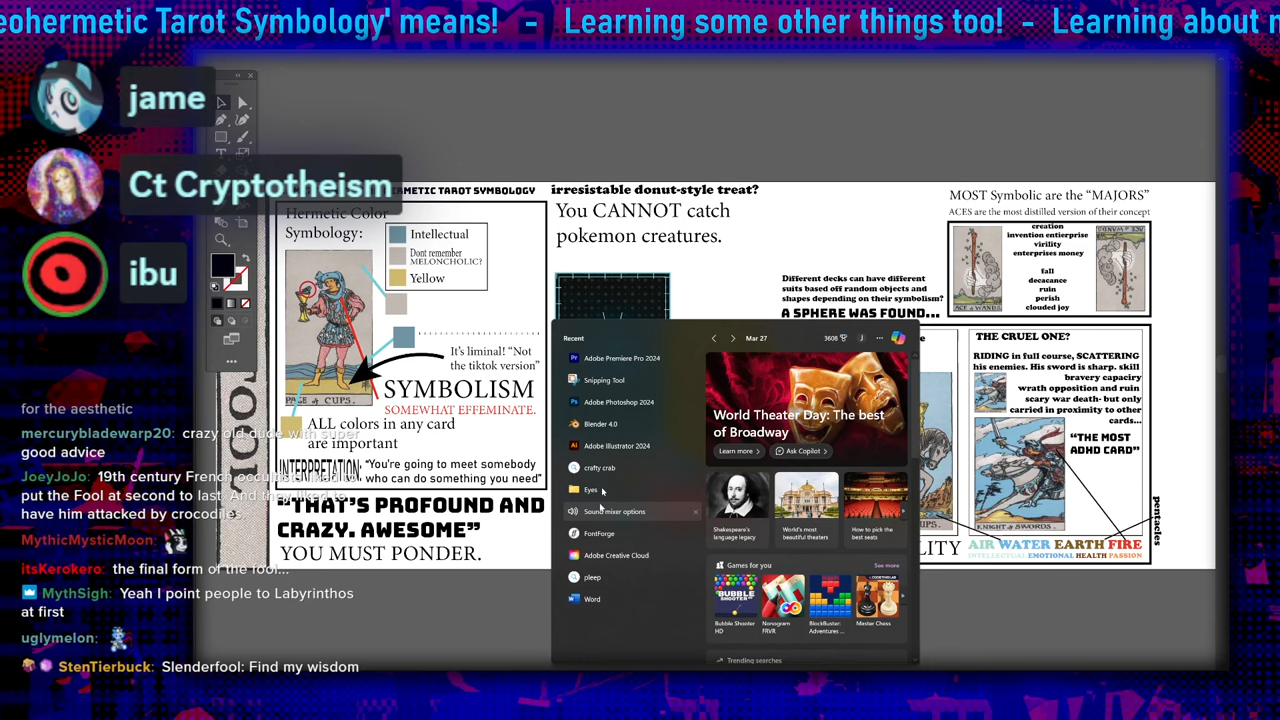 eohermetic Tarot Symbology' means! - Learning some other things too! - Learning about
jame
Ct Cryptotheism
ibu
for the aesthetic
mercurybladewarp20: crazy old dude with super
good advice
JoeyJoJo: 19th century French occultists liked to
put the Fool at second to last. And they liked to
have him attacked by crocodiles.
MythicMysticMoon:
itsKerokero: the final form of the fool...
MythSigh: Yeah I point people to Labyrinthos
at first
uglymelon:
StenTierbuck: Slenderfool: Find my wisdom
RMETIC TAROT SYMBOLOGY
Hermetic Color
Symbology:
Intellectual
Dont remember
MELONCHOLIC?
Yellow
It's liminal! "Not
the tiktok version"
PAGE of CUPS.
SYMBOLISM
SOMEWHAT EFFEMINATE.
ALL colors in any card
are important
INTERPRETATION: "You're going to meet somebody
who can do something you need"
"THAT'S PROFOUND AND
CRAZY. AWESOME"
YOU MUST PONDER.
irresistable donut-style treat?
You CANNOT catch
pokemon creatures.
Different decks can have different
suits based off random objects and
shapes depending on their symbolism?
A SPHERE WAS FOUND...
MOST Symbolic are the "MAJORS"
ACES are the most distilled version of their concept
creation
invention entierprise
virility
enterprises money
fall
decacance
ruin
perish
clouded joy
ACE of WANDS.
THE CRUEL ONE?
RIDING in full course, SCATTERING
his enemies. His sword is sharp. skill
bravery capaciry
wrath opposition and ruin
scary war death- but only
carried in proximity to other
cards...
"THE MOST
ADHD CARD"
KNIGHT of SWORDS.
CUPS.
pentacles
LITY
AIR WATER EARTH FIRE
INTELLECTUAL EMOTIONAL HEALTH PASSION
Recent
Adobe Premiere Pro 2024
Snipping Tool
Adobe Photoshop 2024
Blender 4.0
Adobe Illustrator 2024
crafty crab
Eyes
Sound mixer options
FontForge
Adobe Creative Cloud
pleep
Word
Mar 27
3608
J
World Theater Day: The best
of Broadway
Learn more
Ask Copilot
Shakespeare's
language legacy
World's most
beautiful theaters
How to pick the
best seats
Games for you
See more
Bubble Shooter
HD
Nonogram
FRVR
BlockBuster:
Adventures ...
Master Chess
Trending searches